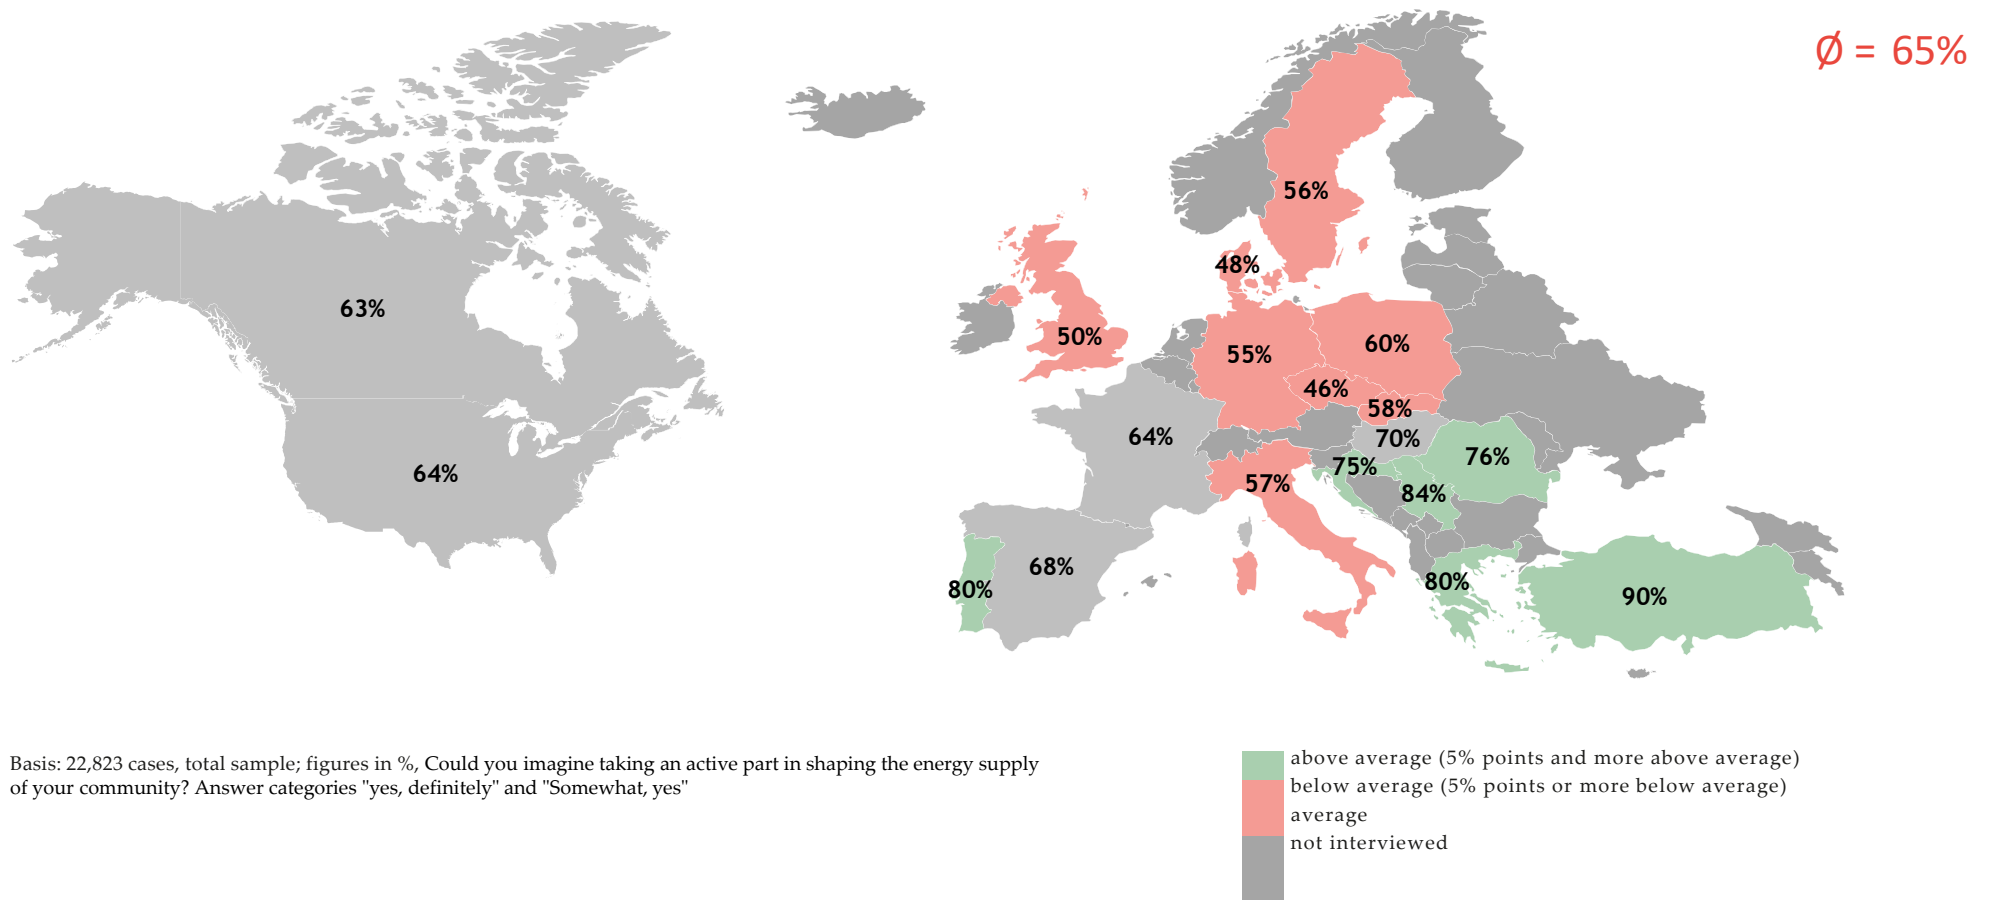 Ø = 65%
56%
48%
63%
50%
60%
55%
46%
58%
64%
70%
76%
75%
64%
57%
84%
68%
80%
80%
90%
Basis: 22,823 cases, total sample; figures in %, Could you imagine taking an active part in shaping the energy supply
of your community? Answer categories "yes, definitely" and "Somewhat, yes"
above average (5% points and more above average)
below average (5% points or more below average)
average
not interviewed